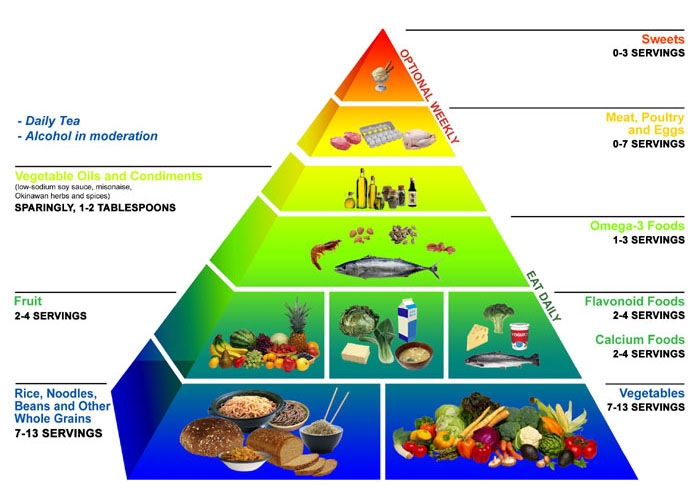 Sweets
0-3 SERVINGS
OPTIONAL WEEKLY
- Daily Tea
- Alcohol in moderation
Meat, Poultry
and Eggs
0-7 SERVINGS
Vegetable Oils and Condiments
(low-sodium soy sauce, misonaise,
Okinawan herbs and spices)
SPARINGLY, 1-2 TABLESPOONS
Omega-3 Foods
1-3 SERVINGS
EAT DAILY
Fruit
2-4 SERVINGS
Flavonoid Foods
2-4 SERVINGS
Calcium Foods
2-4 SERVINGS
Rice, Noodles,
Beans and Other
Whole Grains
7-13 SERVINGS
Vegetables
7-13 SERVINGS